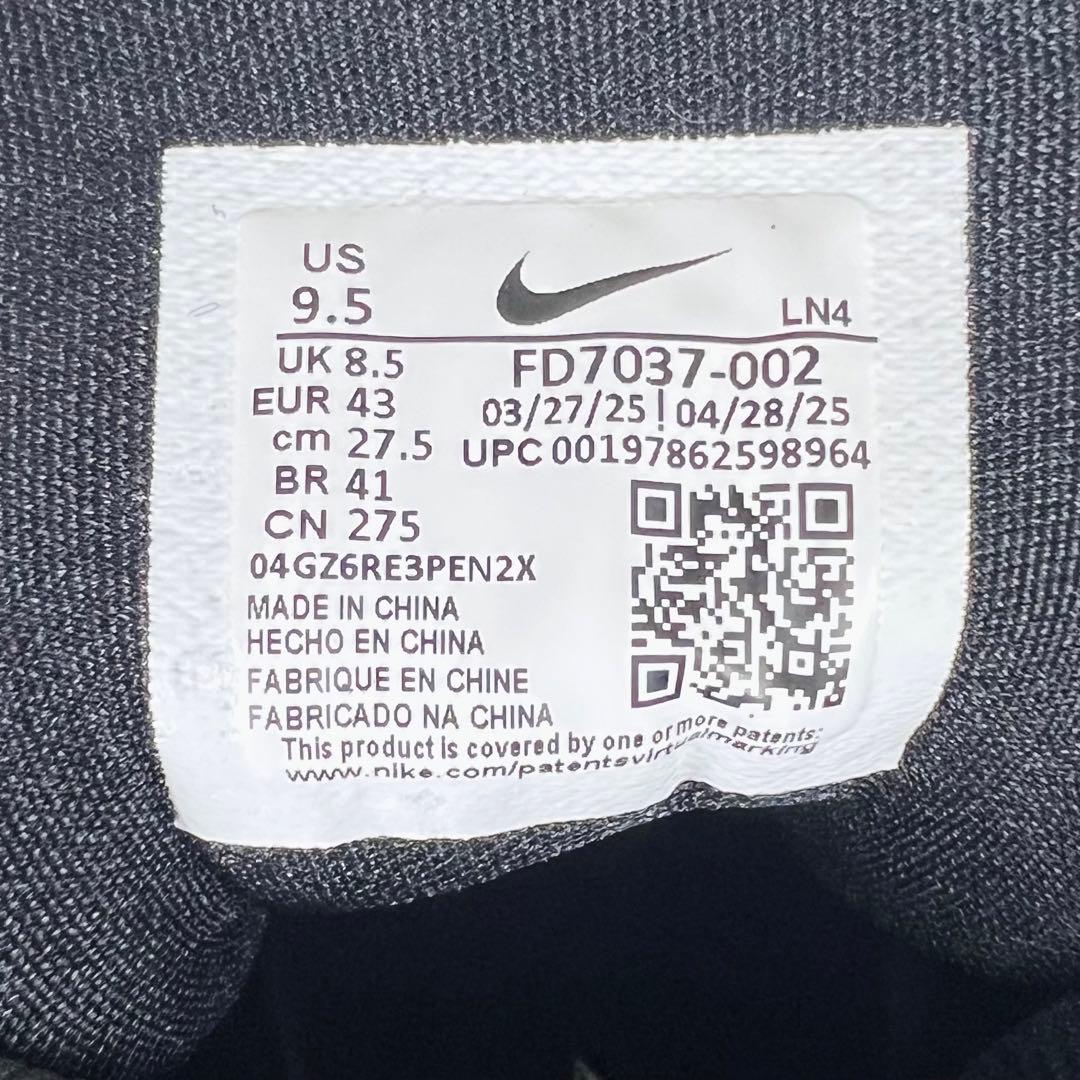 US
9.5
LN4
UK 8.5
FD7037-002
EUR 43
03/27/25 | 04/28/25
cm 27.5
UPC 00197862598964
BR 41
CN 275
04GZ6RE3PEN2X
MADE IN CHINA
HECHO EN CHINA
FABRIQUE EN CHINE
FABRICADO NA CHINA
This product is covered by one or more patents:
www.nike.com/patentsvirtualmarking